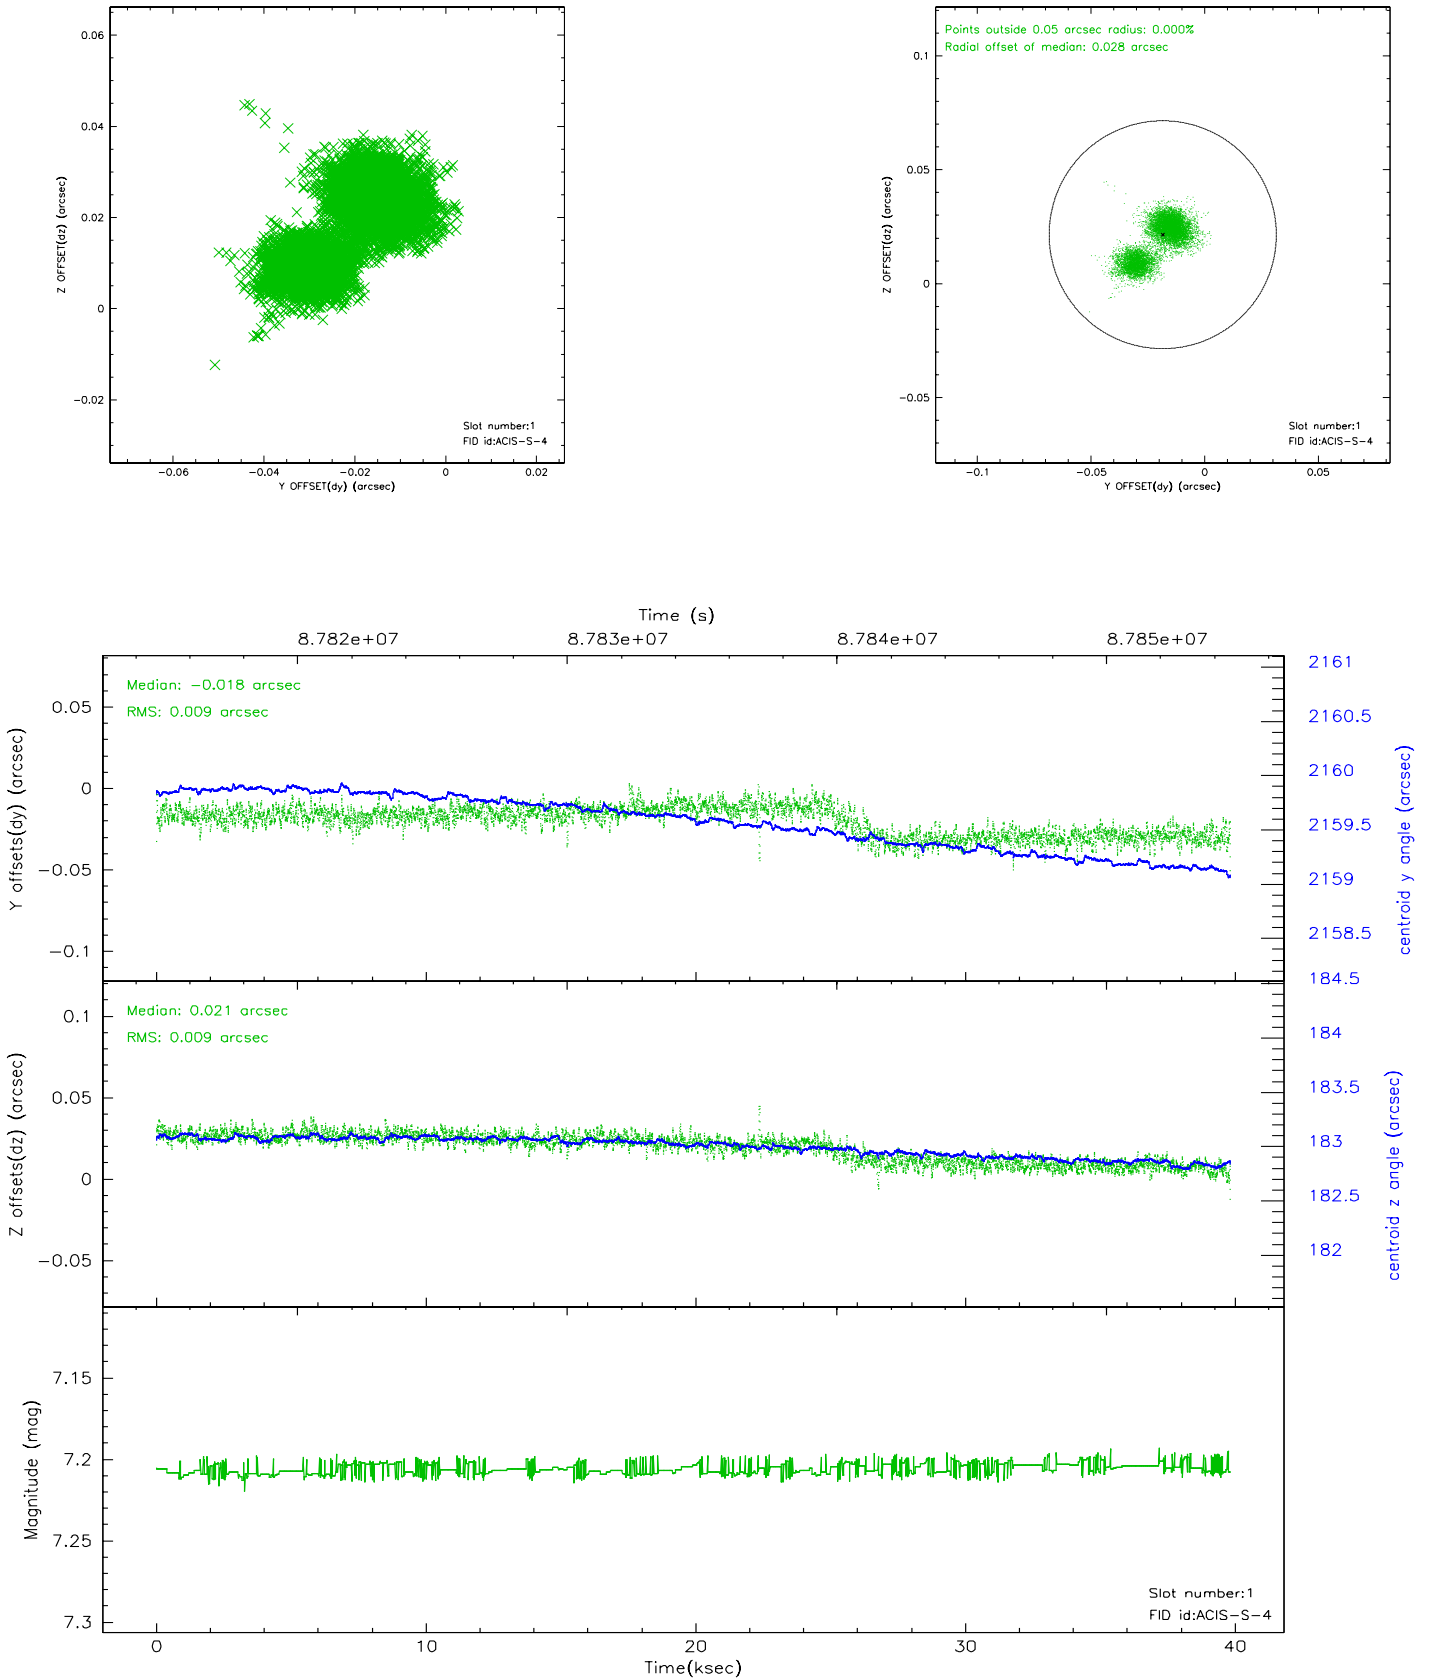 0.06
0.04
0.02
0
−0.02
Z OFFSET(dz) (arcsec)
Slot number:1
FID id:ACIS−S−4
−0.06 −0.04 −0.02 0 0.02
Y OFFSET(dy) (arcsec)
Points outside 0.05 arcsec radius: 0.000%
Radial offset of median: 0.028 arcsec
0.1
0.05
0
−0.05
Z OFFSET(dz) (arcsec)
Slot number:1
FID id:ACIS−S−4
−0.1 −0.05 0 0.05
Y OFFSET(dy) (arcsec)
Time (s)
8.782e+07 8.783e+07 8.784e+07 8.785e+07
Median: −0.018 arcsec
RMS: 0.009 arcsec
0.05
0
−0.05
−0.1
Y offsets(dy) (arcsec)
2161
2160.5
2160
2159.5
2159
2158.5
centroid y angle (arcsec)
Median: 0.021 arcsec
RMS: 0.009 arcsec
0.1
0.05
0
−0.05
Z offsets(dz) (arcsec)
184.5
184
183.5
183
182.5
182
centroid z angle (arcsec)
7.15
7.2
7.25
7.3
Magnitude (mag)
Slot number:1
FID id:ACIS−S−4
0 10 20 30 40
Time(ksec)